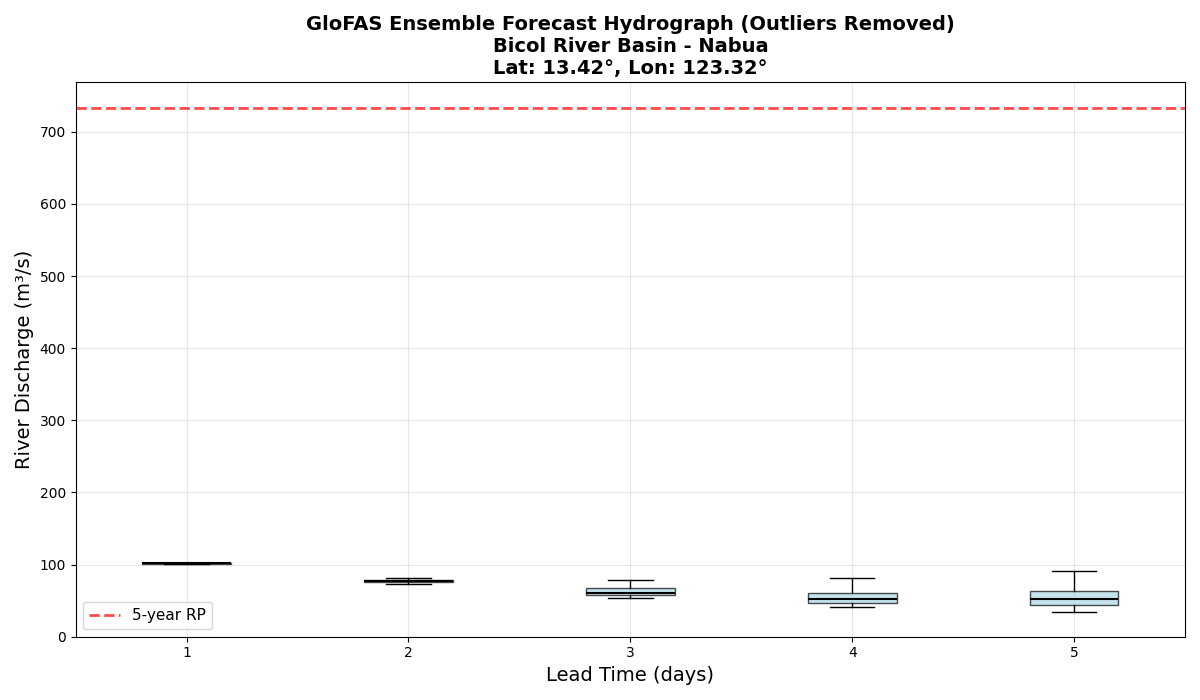 GloFAS Ensemble Forecast Hydrograph (Outliers Removed)
Bicol River Basin - Nabua
Lat: 13.42°, Lon: 123.32°
River Discharge (m³/s)
700
600
500
400
300
200
100
0
5-year RP
1
2
3
4
5
Lead Time (days)